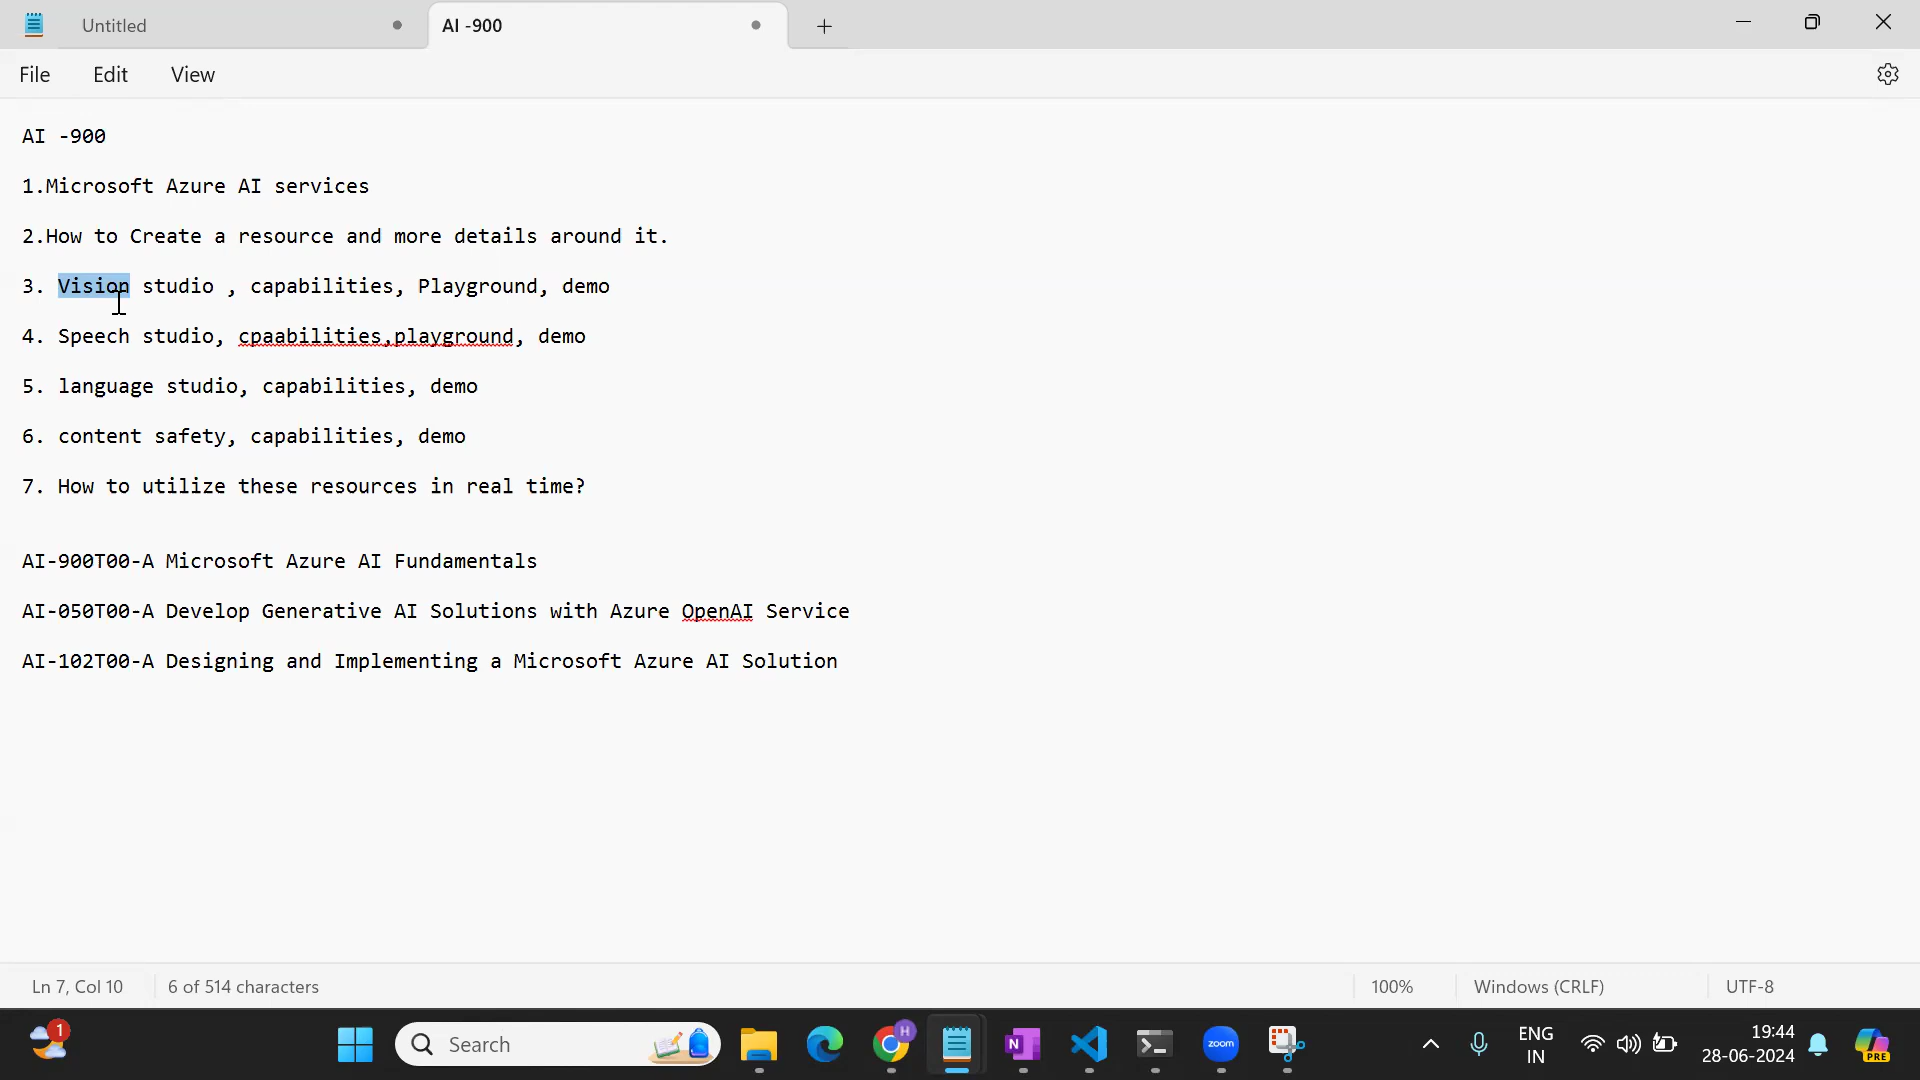 Untitled
AI -900
File Edit View
AI -900
1.Microsoft Azure AI services
2.How to Create a resource and more details around it.
3. Vision studio , capabilities, Playground, demo
4. Speech studio, cpaabilities,playground, demo
5. language studio, capabilities, demo
6. content safety, capabilities, demo
7. How to utilize these resources in real time?
AI-900T00-A Microsoft Azure AI Fundamentals
AI-050T00-A Develop Generative AI Solutions with Azure OpenAI Service
AI-102T00-A Designing and Implementing a Microsoft Azure AI Solution
Ln 7, Col 10 6 of 514 characters 100% Windows (CRLF) UTF-8
1
Search
H
N
zoom
ENG
IN
19:44
28-06-2024
PRE